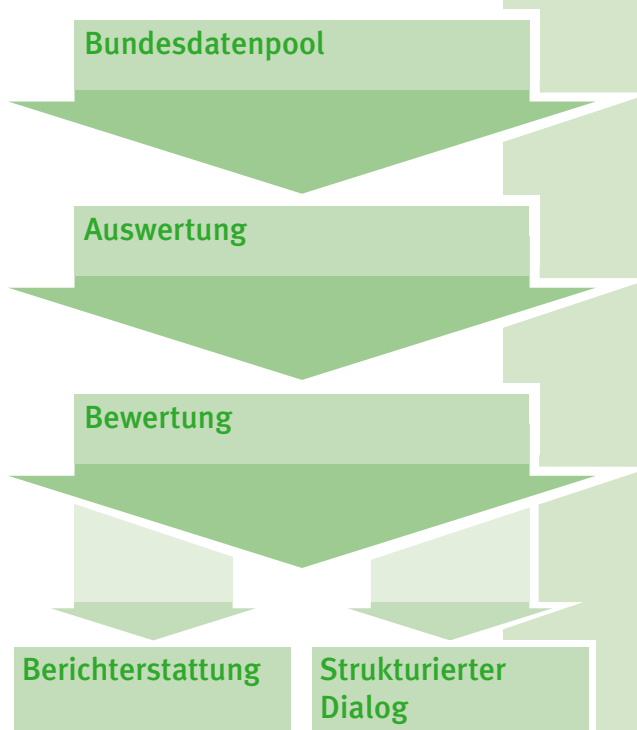 Bundesdatenpool
Auswertung
Bewertung
Berichterstattung
Strukturierter
Dialog